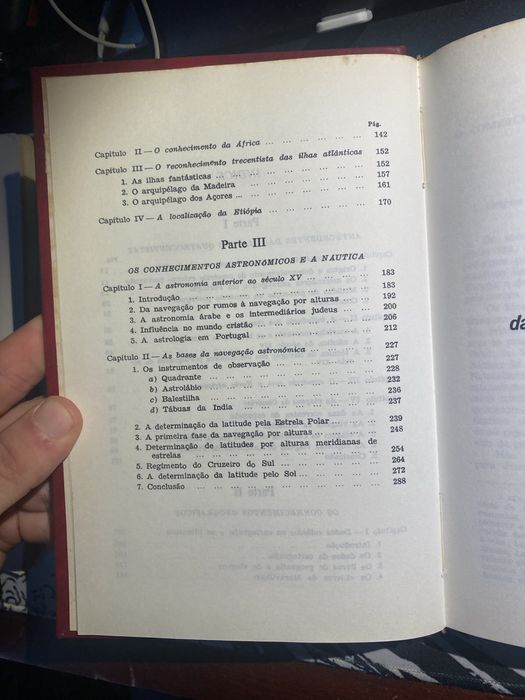 Pág.
Capítulo II — O conhecimento da África ... ... ... ... ... ... 142
Capítulo III — O reconhecimento trecentista das ilhas atlânticas 152
1. As ilhas fantásticas ... ... ... ... ... ... ... ... ... 152
2. O arquipélago da Madeira ... ... ... ... ... ... ... 157
3. O arquipélago dos Açores ... ... ... ... ... ... ... 161
Capítulo IV — A localização da Etiópia ... ... ... ... ... ... 170
Parte III
OS CONHECIMENTOS ASTRONÓMICOS E A NÁUTICA
Capítulo I — A astronomia anterior ao século XV ... ... ... ... 183
1. Introdução ... ... ... ... ... ... ... ... ... ... 183
2. Da navegação por rumos à navegação por alturas ... ... 192
3. A astronomia árabe e os intermediários judeus ... ... 200
4. Influência no mundo cristão ... ... ... ... ... ... 206
5. A astrologia em Portugal ... ... ... ... ... ... ... 212
Capítulo II — As bases da navegação astronómica ... ... ... ... 227
1. Os instrumentos de observação ... ... ... ... ... ... 227
a) Quadrante ... ... ... ... ... ... ... ... ... 228
b) Astrolábio ... ... ... ... ... ... ... ... ... 232
c) Balestilha ... ... ... ... ... ... ... ... ... 236
d) Tábuas da Índia ... ... ... ... ... ... ... ... 237
2. A determinação da latitude pela Estrela Polar ... ... 239
3. A primeira fase da navegação por alturas ... ... ... 248
4. Determinação de latitudes por alturas meridianas de
estrelas ... ... ... ... ... ... ... ... ... ... 254
5. Regimento do Cruzeiro do Sul ... ... ... ... ... ... 264
6. A determinação da latitude pelo Sol ... ... ... ... ... 272
7. Conclusão ... ... ... ... ... ... ... ... ... ... 288